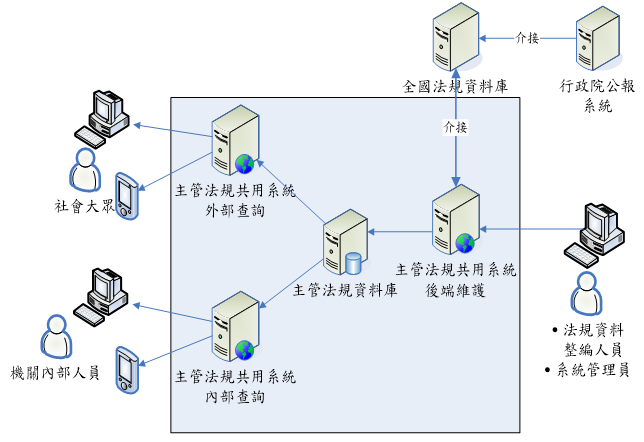 介接
全國法規資料庫
行政院公報
系統
介接
社會大眾
主管法規共用系統
外部查詢
主管法規資料庫
主管法規共用系統
後端維護
• 法規資料
整編人員
• 系統管理員
機關內部人員
主管法規共用系統
內部查詢